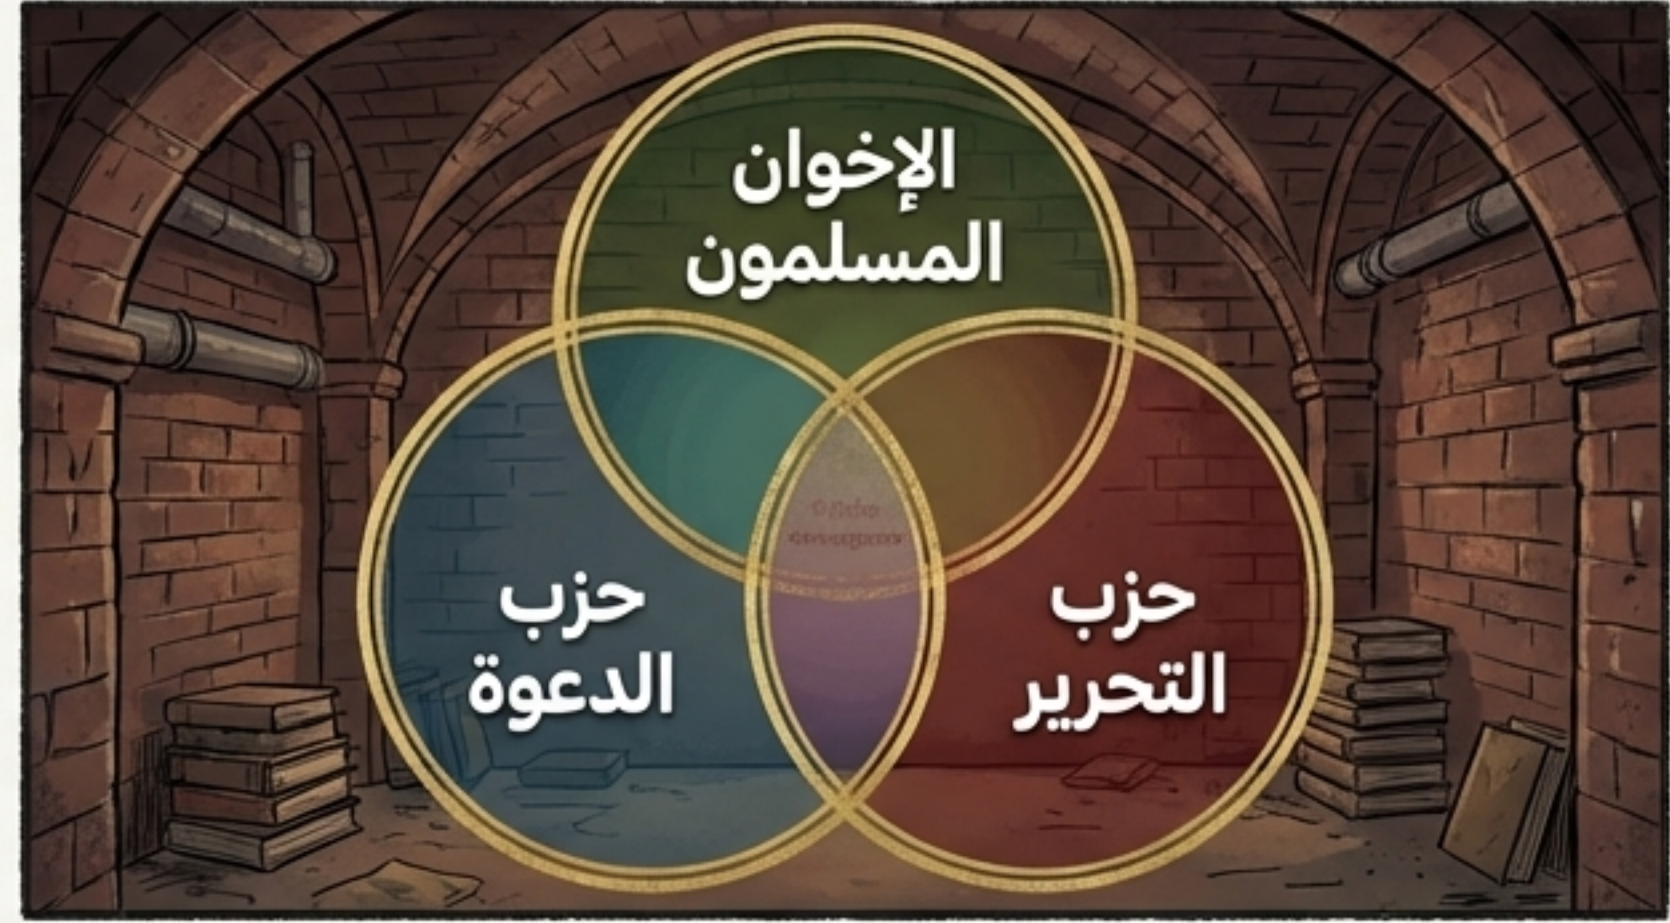 الإخوان
المسلمون
حزب
التحرير
حزب
الدعوة